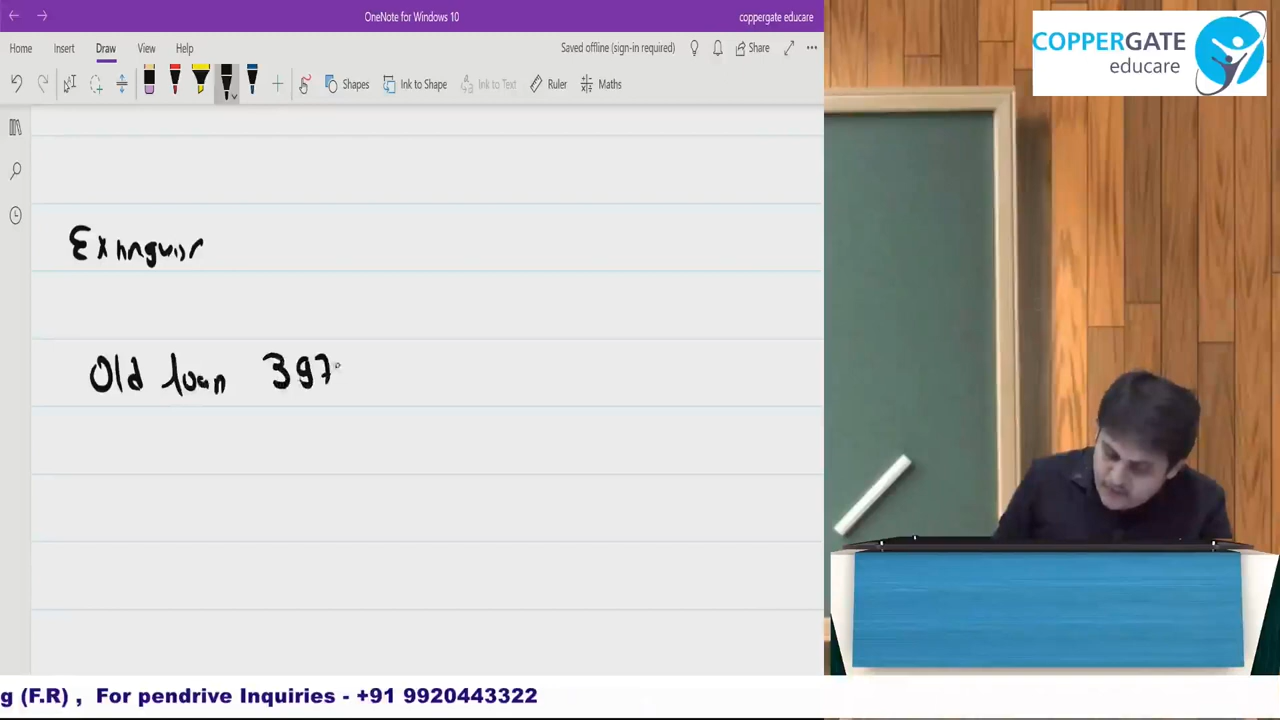 OneNote for Windows 10
coppergate educare
Home Insert Draw View Help
Saved offline (sign-in required)
Share
Shapes
Ink to Shape
Ink to Text
Ruler
Maths
COPPERGATE
educare
Old loan 397
g (F.R) , For pendrive Inquiries - +91 9920443322